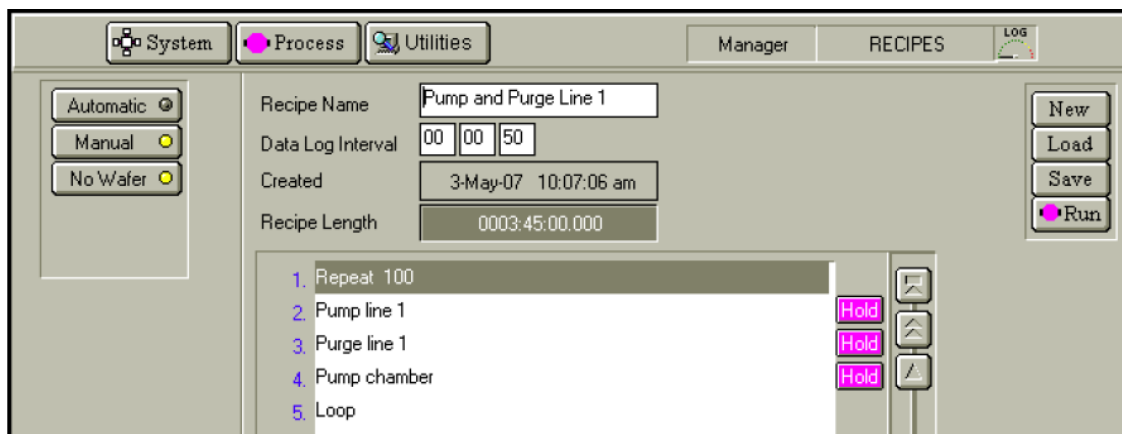 System Process Utilities Manager RECIPES LOG
Automatic
Manual
No Wafer
Recipe Name Pump and Purge Line 1
Data Log Interval 00 00 50
Created 3-May-07 10:07:06 am
Recipe Length 0003:45:00.000
New
Load
Save
Run
1. Repeat 100
2. Pump line 1 Hold
3. Purge line 1 Hold
4. Pump chamber Hold
5. Loop